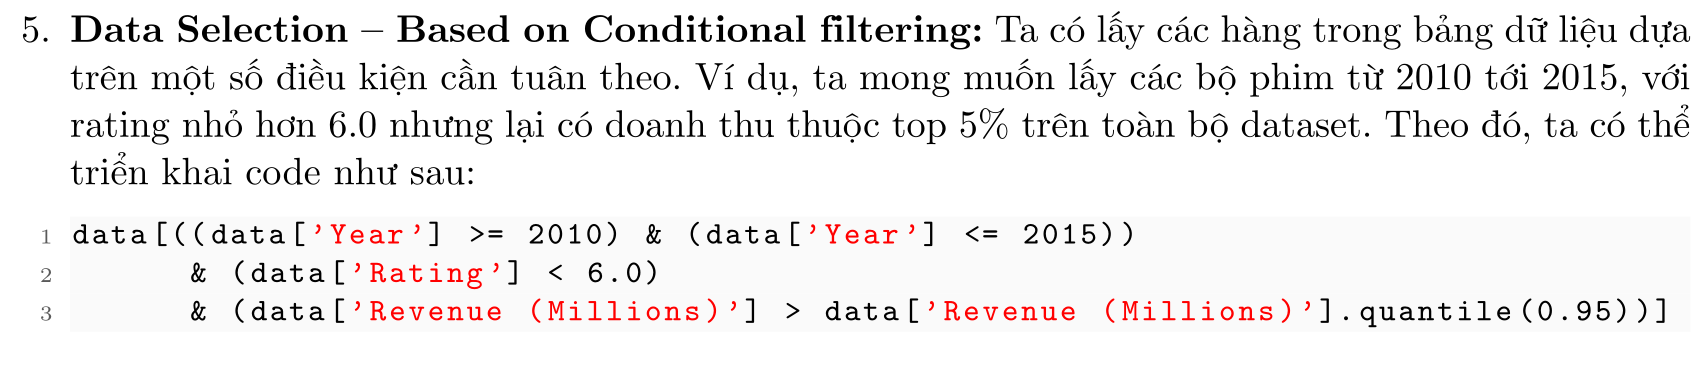 5. Data Selection – Based on Conditional filtering: Ta có lấy các hàng trong bảng dữ liệu dựa
trên một số điều kiện cần tuân theo. Ví dụ, ta mong muốn lấy các bộ phim từ 2010 tới 2015, với
rating nhỏ hơn 6.0 nhưng lại có doanh thu thuộc top 5% trên toàn bộ dataset. Theo đó, ta có thể
triển khai code như sau:
1 data[((data['Year'] >= 2010) & (data['Year'] <= 2015))
2 & (data['Rating'] < 6.0)
3 & (data['Revenue (Millions)'] > data['Revenue (Millions)'].quantile(0.95))]